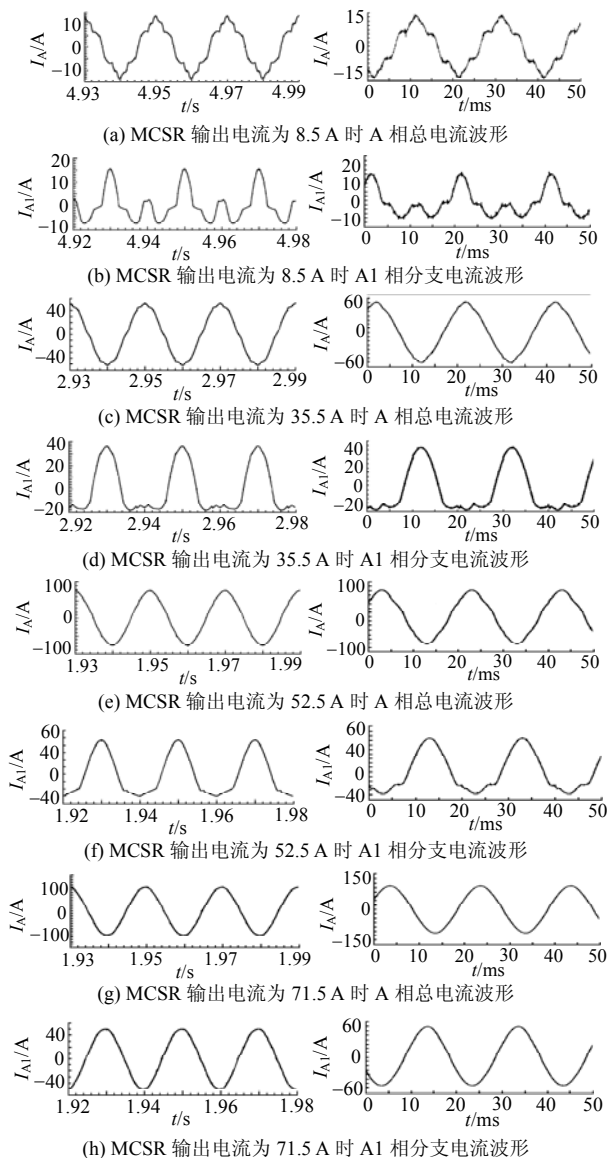 I_A/A 10 0 −10 4.93 4.95 4.97 4.99 t/s
I_A/A 15 0 −15 0 10 20 30 40 50 t/ms
(a) MCSR 输出电流为 8.5 A 时 A 相总电流波形
I_A1/A 20 10 0 −10 4.92 4.94 4.96 4.98 t/s
I_A1/A 20 10 0 −10 0 10 20 30 40 50 t/ms
(b) MCSR 输出电流为 8.5 A 时 A1 相分支电流波形
I_A/A 40 0 −40 2.93 2.95 2.97 2.99 t/s
I_A/A 60 0 −60 0 10 20 30 40 50 t/ms
(c) MCSR 输出电流为 35.5 A 时 A 相总电流波形
I_A1/A 40 20 0 −20 2.92 2.94 2.96 2.98 t/s
I_A1/A 40 20 0 −20 0 10 20 30 40 50 t/ms
(d) MCSR 输出电流为 35.5 A 时 A1 相分支电流波形
I_A/A 100 0 −100 1.93 1.95 1.97 1.99 t/s
I_A/A 100 0 −100 0 10 20 30 40 50 t/ms
(e) MCSR 输出电流为 52.5 A 时 A 相总电流波形
I_A1/A 60 40 0 −40 1.92 1.94 1.96 1.98 t/s
I_A1/A 60 40 0 −40 0 10 20 30 40 50 t/ms
(f) MCSR 输出电流为 52.5 A 时 A1 相分支电流波形
I_A/A 100 0 −100 1.93 1.95 1.97 1.99 t/s
I_A/A 150 0 −150 0 10 20 30 40 50 t/ms
(g) MCSR 输出电流为 71.5 A 时 A 相总电流波形
I_A1/A 40 0 −40 1.92 1.94 1.96 1.98 t/s
I_A1/A 60 0 −60 0 10 20 30 40 50 t/ms
(h) MCSR 输出电流为 71.5 A 时 A1 相分支电流波形